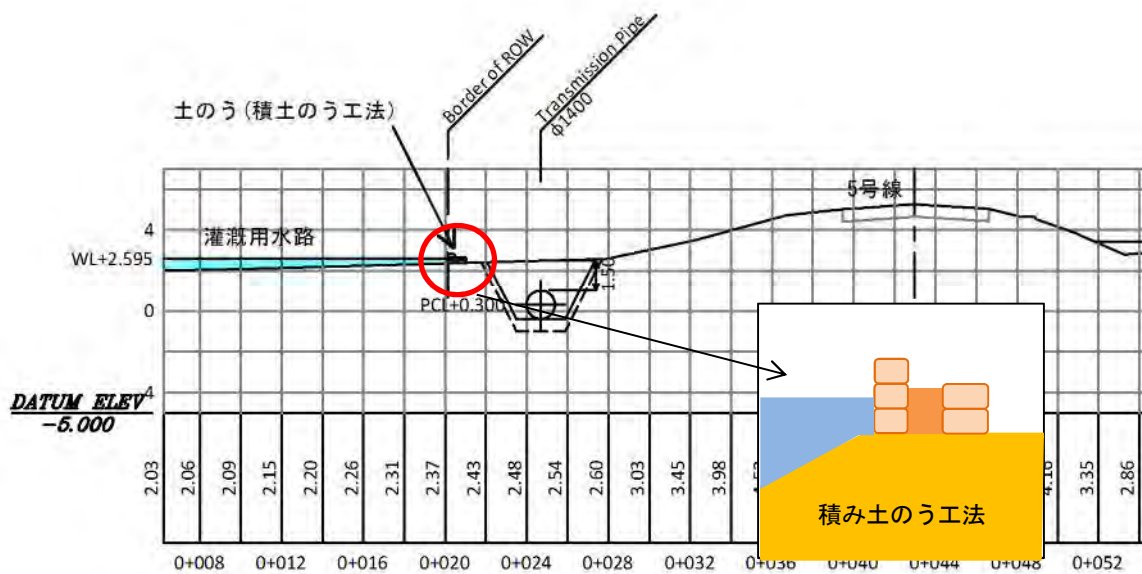 Border of ROW
Transmission Pipe
φ1400
土のう(積土のう工法)
5号線
灌漑用水路
4
WL+2.595
1.50
PCL+0.300
0
4
DATUM ELEV
-5.000
2.03 2.06 2.09 2.15 2.20 2.26 2.31 2.37 2.43 2.48 2.54 2.60 3.03 3.45 3.98 4.16 3.35 2.86
積み土のう工法
0+008 0+012 0+016 0+020 0+024 0+028 0+032 0+036 0+040 0+044 0+048 0+052